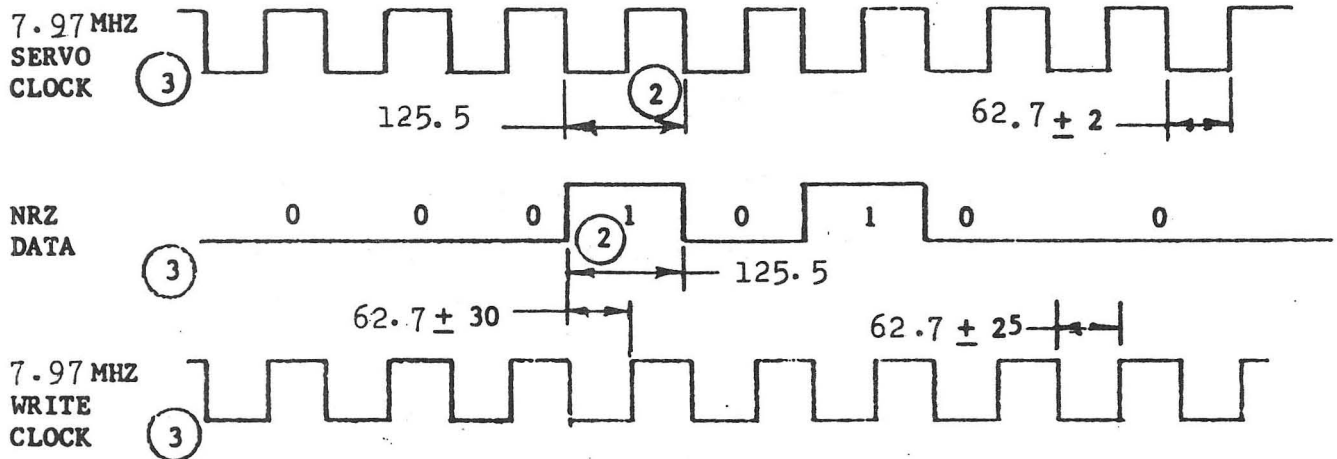 7.97 MHZ
SERVO
CLOCK
3
2
125.5
62.7 ± 2
NRZ
DATA
3
0 0 0 1 0 1 0 0
2
125.5
62.7 ± 30
62.7 ± 25
7.97 MHZ
WRITE
CLOCK
3